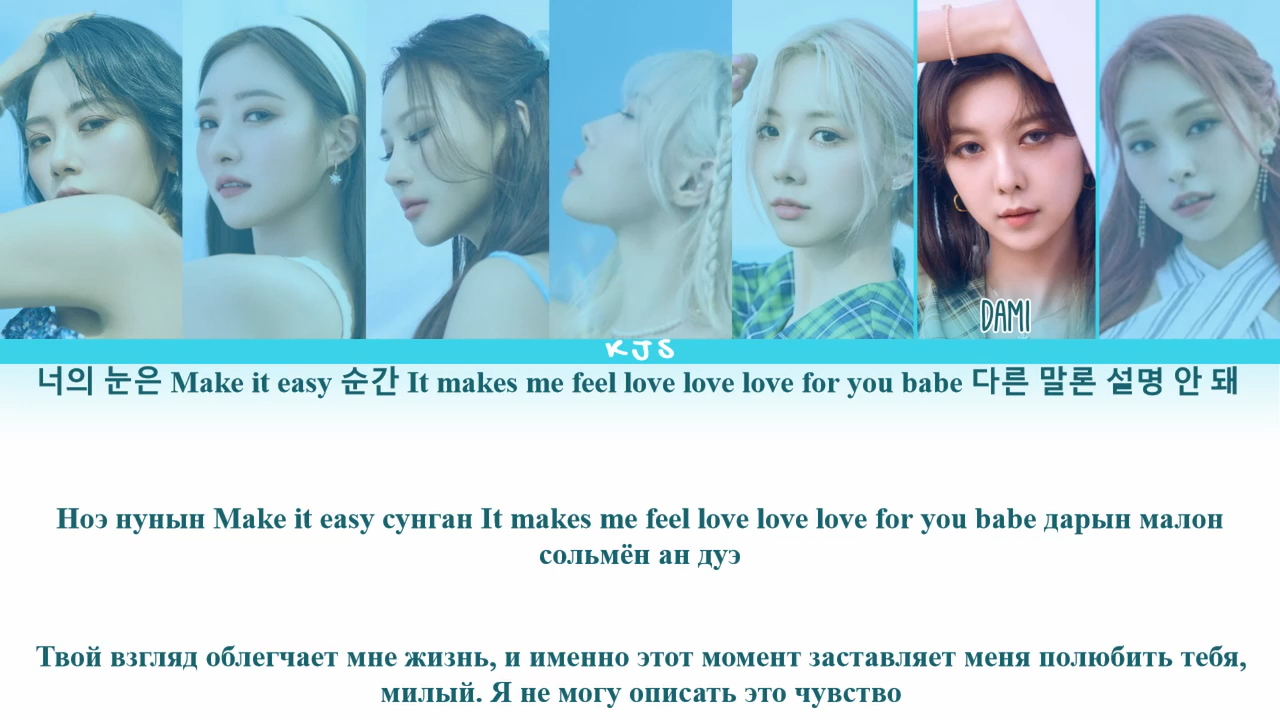 DAMI
KJS
너의 눈은 Make it easy 순간 It makes me feel love love love for you babe 다른 말론 설명 안 돼
Ноэ нунын Make it easy сунган It makes me feel love love love for you babe дарын малон
сольмён ан дуэ
Твой взгляд облегчает мне жизнь, и именно этот момент заставляет меня полюбить тебя,
милый. Я не могу описать это чувство